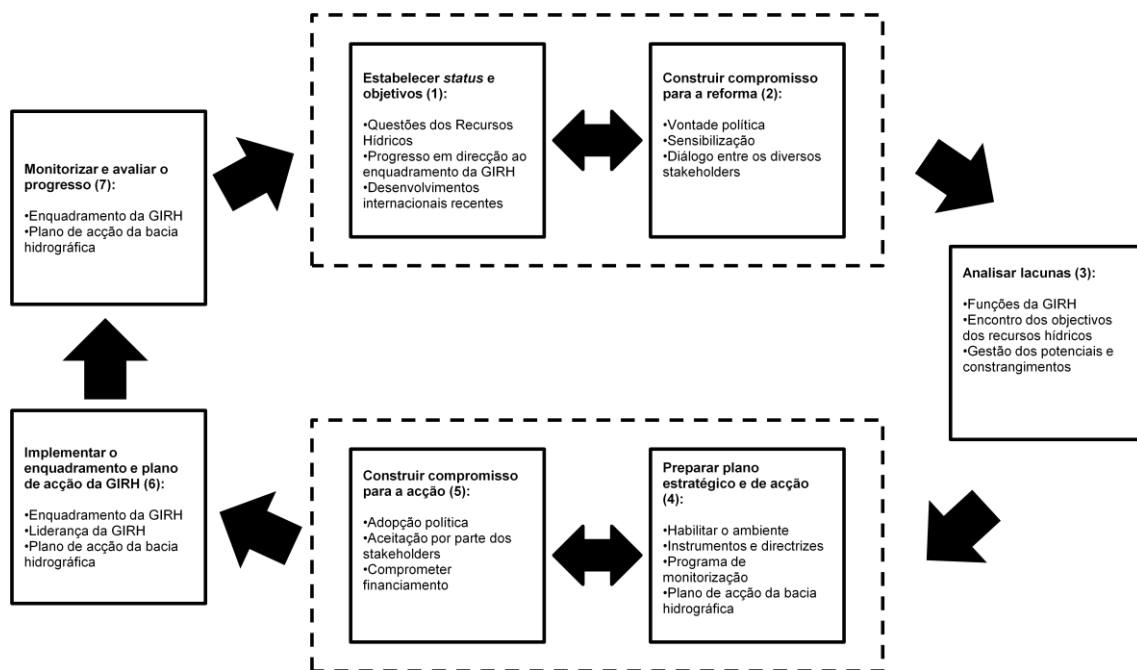 Estabelecer status e
objetivos (1):
•Questões dos Recursos
Hídricos
•Progresso em direcção ao
enquadramento da GIRH
•Desenvolvimentos
internacionais recentes
Construir compromisso
para a reforma (2):
•Vontade política
•Sensibilização
•Diálogo entre os diversos
stakeholders
Analisar lacunas (3):
•Funções da GIRH
•Encontro dos objectivos
dos recursos hídricos
•Gestão dos potenciais e
constrangimentos
Preparar plano
estratégico e de acção
(4):
•Habilitar o ambiente
•Instrumentos e directrizes
•Programa de
monitorização
•Plano de acção da bacia
hidrográfica
Construir compromisso
para a acção (5):
•Adopção política
•Aceitação por parte dos
stakeholders
•Comprometer
financiamento
Implementar o
enquadramento e plano
de acção da GIRH (6):
•Enquadramento da GIRH
•Liderança da GIRH
•Plano de acção da bacia
hidrográfica
Monitorizar e avaliar o
progresso (7):
•Enquadramento da GIRH
•Plano de acção da bacia
hidrográfica